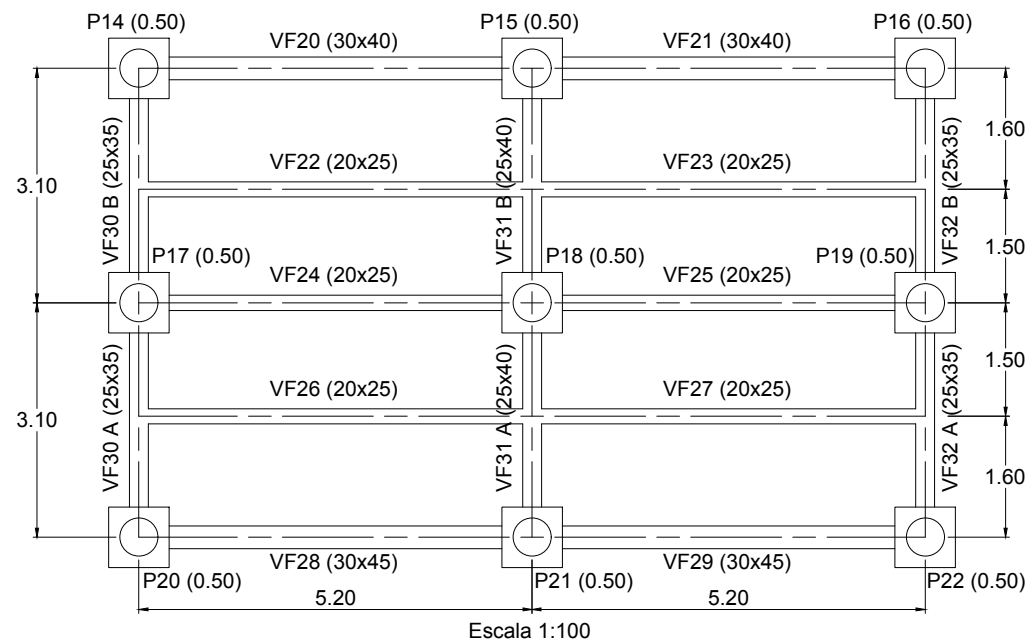 P14 (0.50)
P15 (0.50)
P16 (0.50)
VF20 (30x40)
VF21 (30x40)
1.60
3.10
VF30 B (25x35)
VF22 (20x25)
VF31 B (25x40)
VF23 (20x25)
VF32 B (25x35)
1.50
P17 (0.50)
P18 (0.50)
P19 (0.50)
VF24 (20x25)
VF25 (20x25)
1.50
3.10
VF30 A (25x35)
VF26 (20x25)
VF31 A (25x40)
VF27 (20x25)
VF32 A (25x35)
1.60
VF28 (30x45)
VF29 (30x45)
P20 (0.50)
P21 (0.50)
P22 (0.50)
5.20
5.20
Escala 1:100